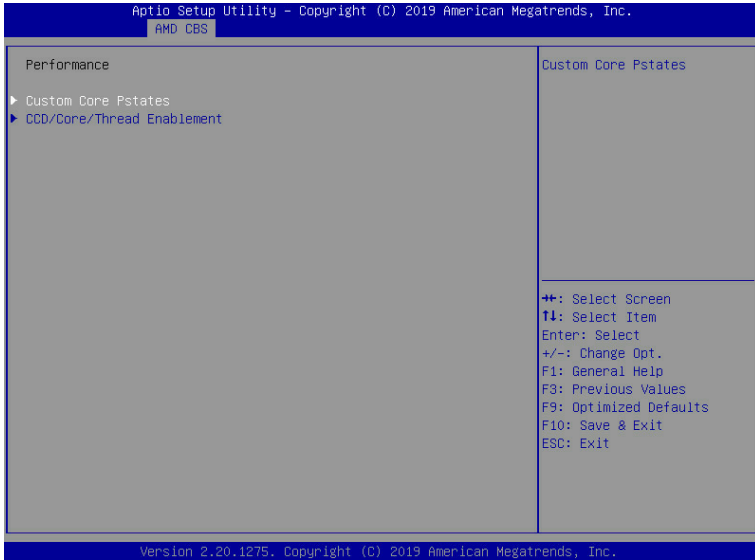 Aptio Setup Utility – Copyright (C) 2019 American Megatrends, Inc.
AMD CBS
Performance
Custom Core Pstates
CCD/Core/Thread Enablement
Custom Core Pstates
→←: Select Screen
↑↓: Select Item
Enter: Select
+/-: Change Opt.
F1: General Help
F3: Previous Values
F9: Optimized Defaults
F10: Save & Exit
ESC: Exit
Version 2.20.1275. Copyright (C) 2019 American Megatrends, Inc.